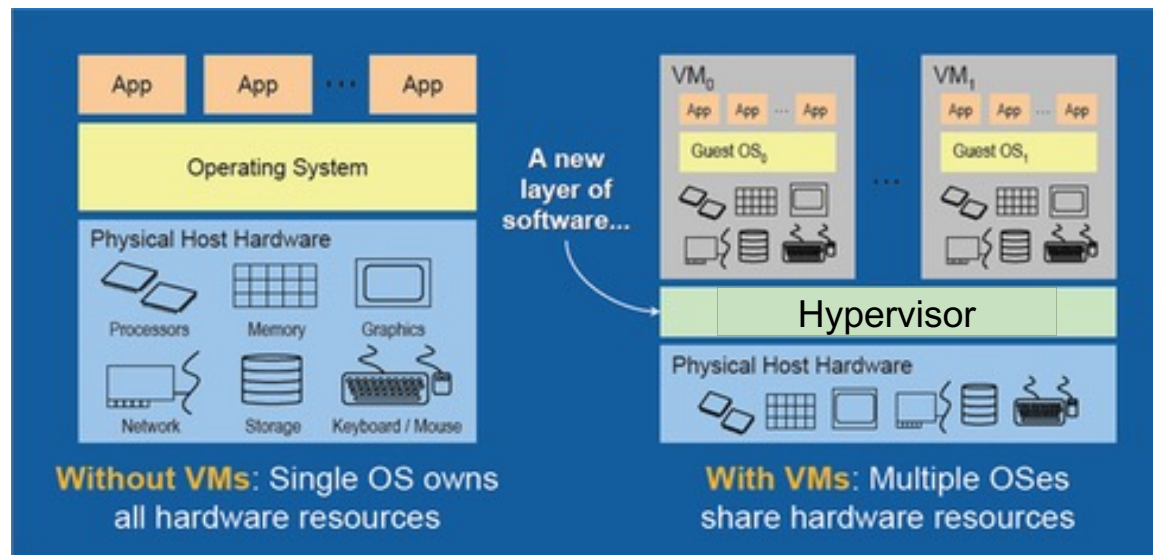 App App ... App
Operating System
Physical Host Hardware
Processors Memory Graphics
Network Storage Keyboard / Mouse
Without VMs: Single OS owns
all hardware resources
A new
layer of
software...
VM₀
App App ... App
Guest OS₀
...
VM₁
App App ... App
Guest OS₁
Hypervisor
Physical Host Hardware
With VMs: Multiple OSes
share hardware resources